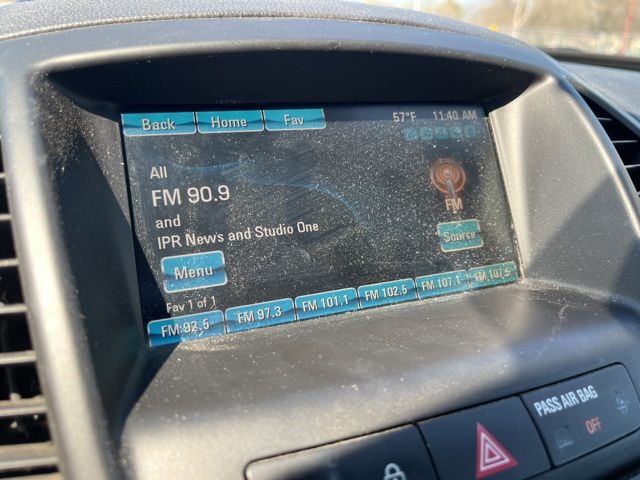 Back Home Fav 57°F 11:40 AM
All
FM 90.9
and
IPR News and Studio One
FM
Source
Menu
Fav 1 of 1
FM 92.5 FM 97.3 FM 101.1 FM 102.5 FM 107.1 FM 107.5
PASS AIR BAG
OFF